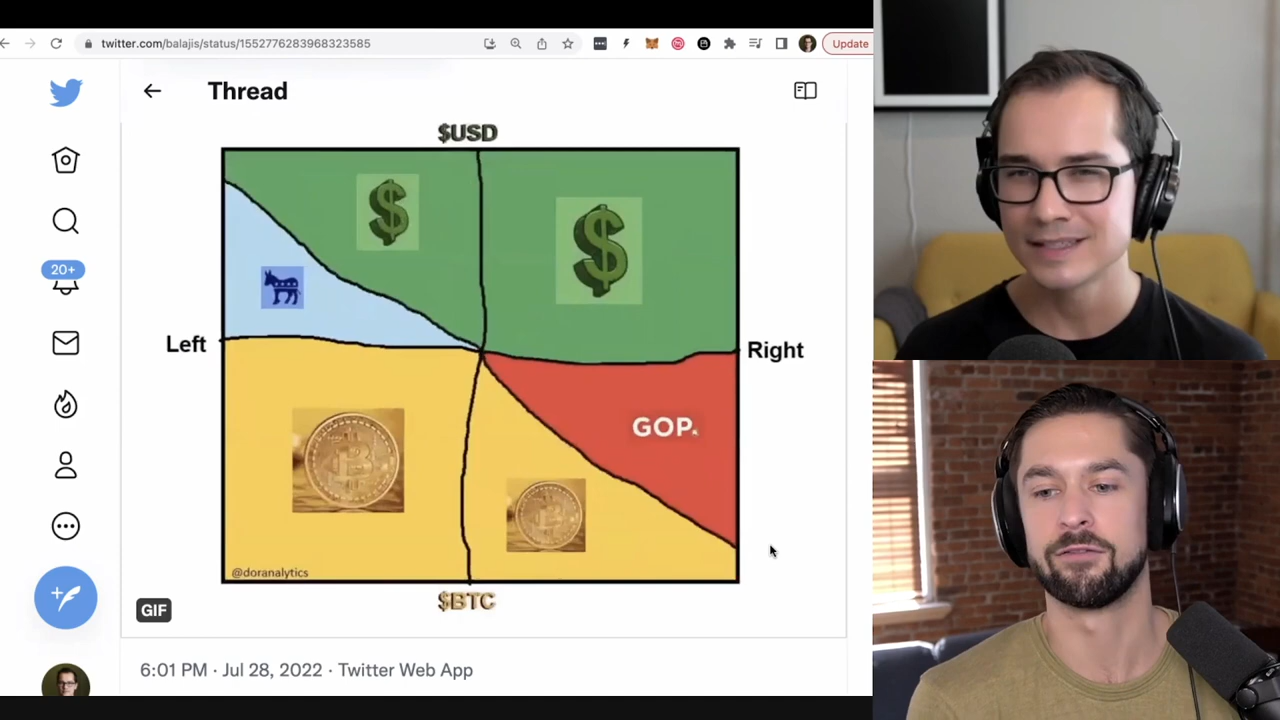 twitter.com/balajis/status/1552776283968323585
Update
Thread
20+
$USD
Left
Right
GOP.
@doranalytics
$BTC
GIF
6:01 PM · Jul 28, 2022 · Twitter Web App